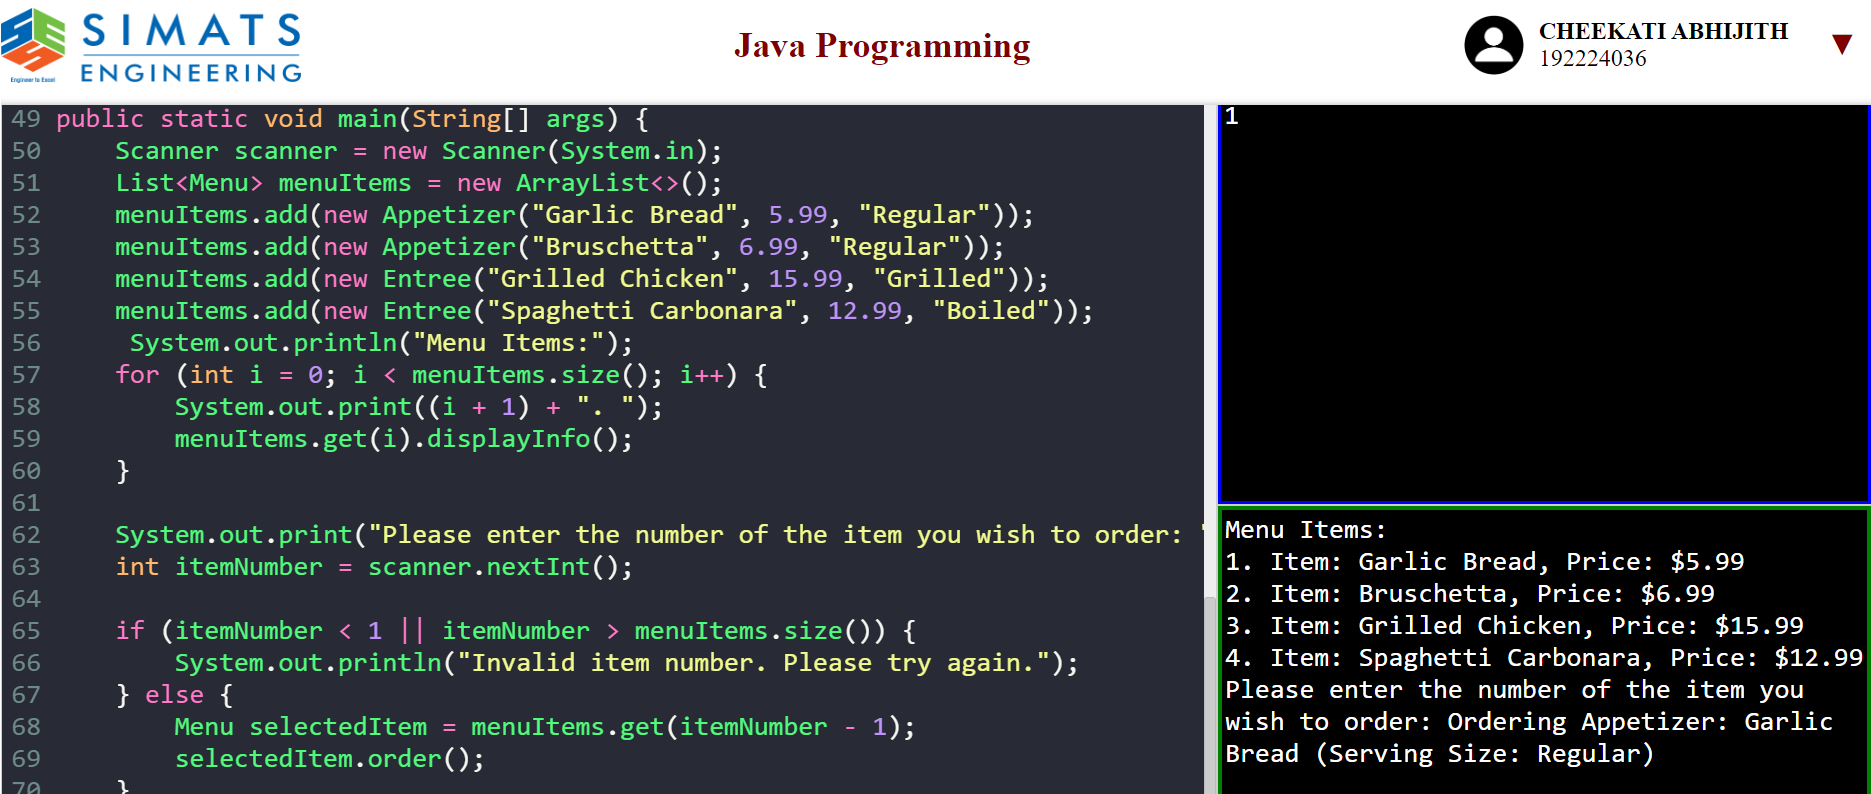 SIMATS
ENGINEERING
Engineer to Excel
Java Programming
CHEEKATI ABHIJITH
192224036
49 public static void main(String[] args) {
50     Scanner scanner = new Scanner(System.in);
51     List<Menu> menuItems = new ArrayList<>();
52     menuItems.add(new Appetizer("Garlic Bread", 5.99, "Regular"));
53     menuItems.add(new Appetizer("Bruschetta", 6.99, "Regular"));
54     menuItems.add(new Entree("Grilled Chicken", 15.99, "Grilled"));
55     menuItems.add(new Entree("Spaghetti Carbonara", 12.99, "Boiled"));
56      System.out.println("Menu Items:");
57     for (int i = 0; i < menuItems.size(); i++) {
58         System.out.print((i + 1) + ". ");
59         menuItems.get(i).displayInfo();
60     }
61
62     System.out.print("Please enter the number of the item you wish to order: "
63     int itemNumber = scanner.nextInt();
64
65     if (itemNumber < 1 || itemNumber > menuItems.size()) {
66         System.out.println("Invalid item number. Please try again.");
67     } else {
68         Menu selectedItem = menuItems.get(itemNumber - 1);
69         selectedItem.order();
70     }
1
Menu Items:
1. Item: Garlic Bread, Price: $5.99
2. Item: Bruschetta, Price: $6.99
3. Item: Grilled Chicken, Price: $15.99
4. Item: Spaghetti Carbonara, Price: $12.99
Please enter the number of the item you
wish to order: Ordering Appetizer: Garlic
Bread (Serving Size: Regular)